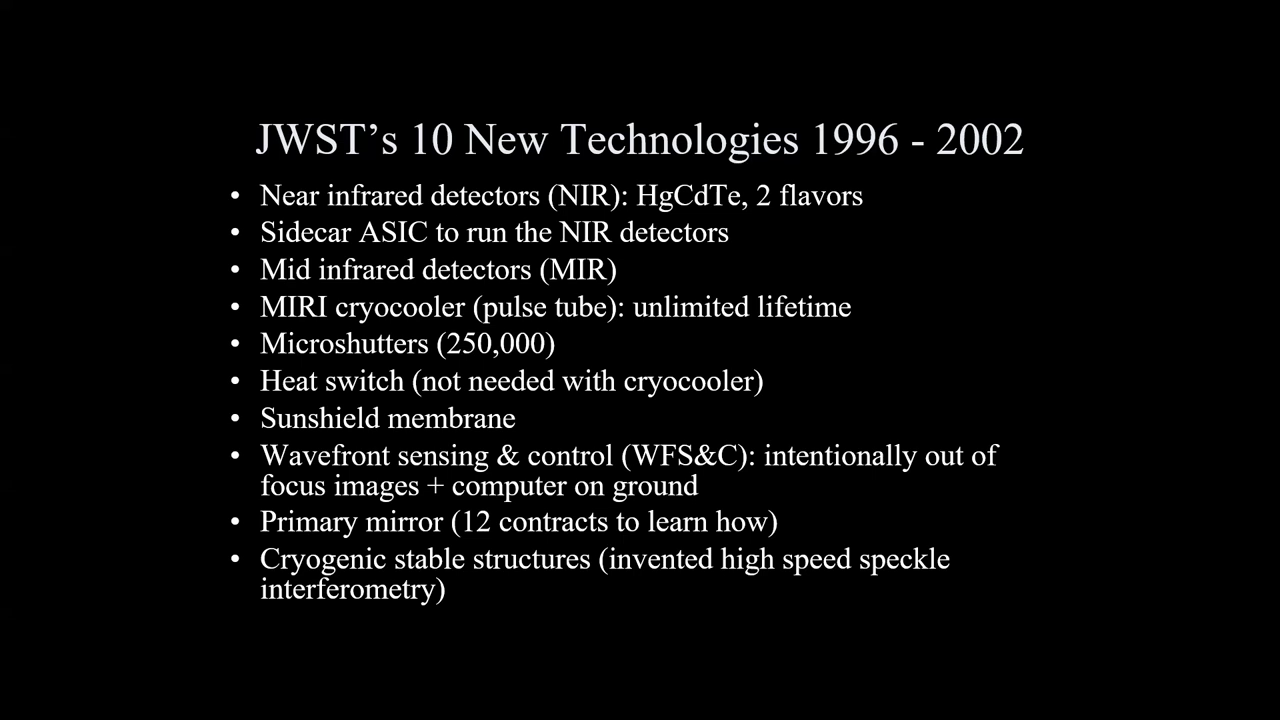 JWST’s 10 New Technologies 1996 - 2002
• Near infrared detectors (NIR): HgCdTe, 2 flavors
• Sidecar ASIC to run the NIR detectors
• Mid infrared detectors (MIR)
• MIRI cryocooler (pulse tube): unlimited lifetime
• Microshutters (250,000)
• Heat switch (not needed with cryocooler)
• Sunshield membrane
• Wavefront sensing & control (WFS&C): intentionally out of
focus images + computer on ground
• Primary mirror (12 contracts to learn how)
• Cryogenic stable structures (invented high speed speckle
interferometry)